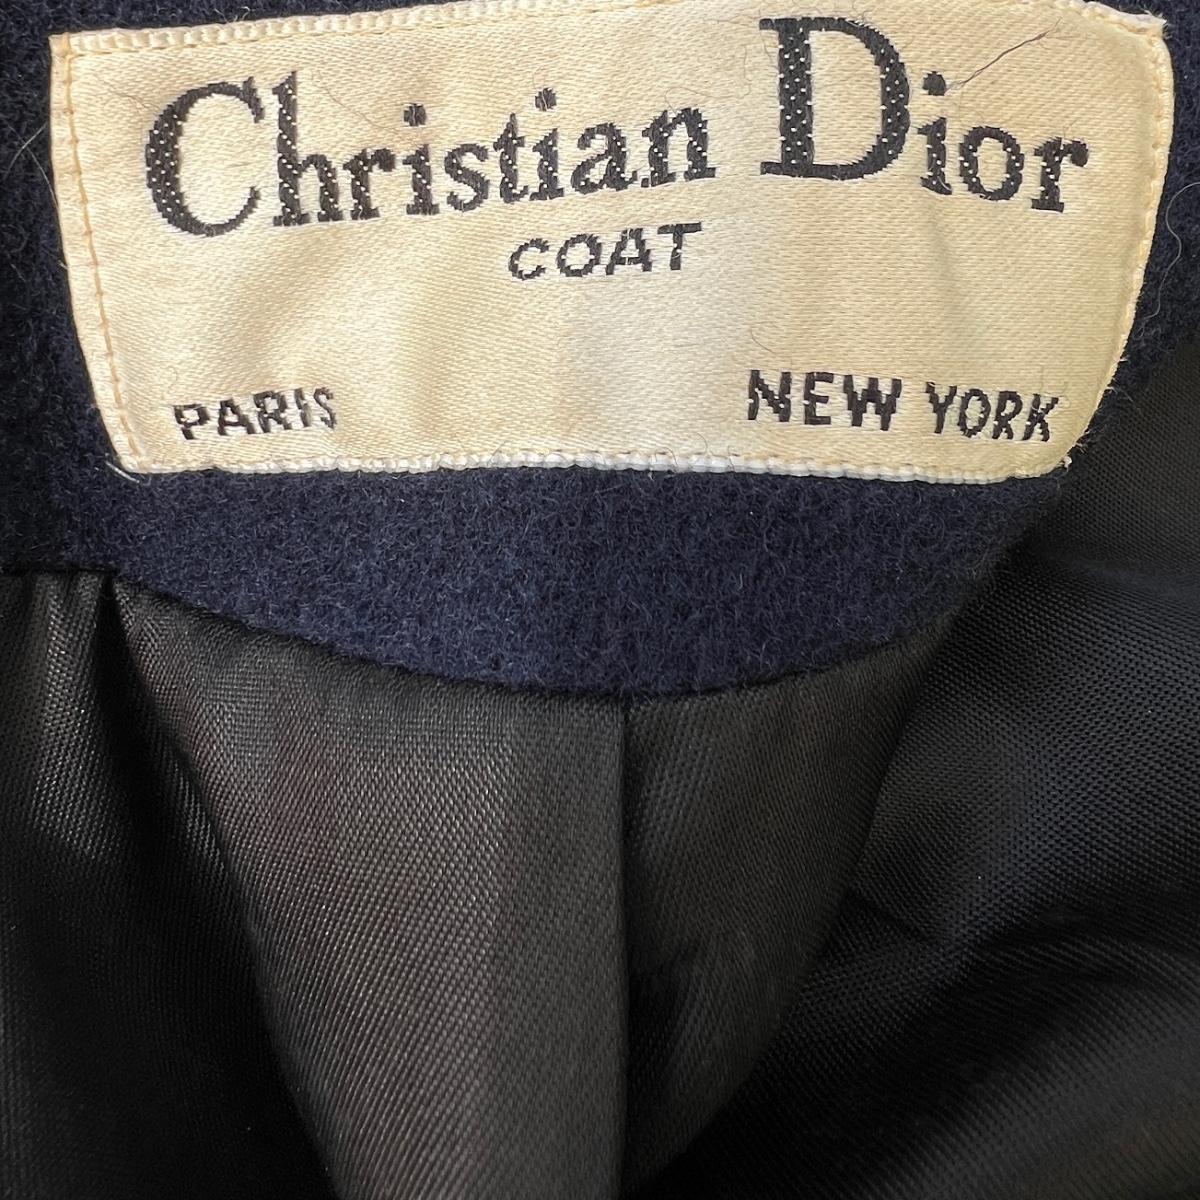 Christian Dior
COAT
PARIS NEW YORK